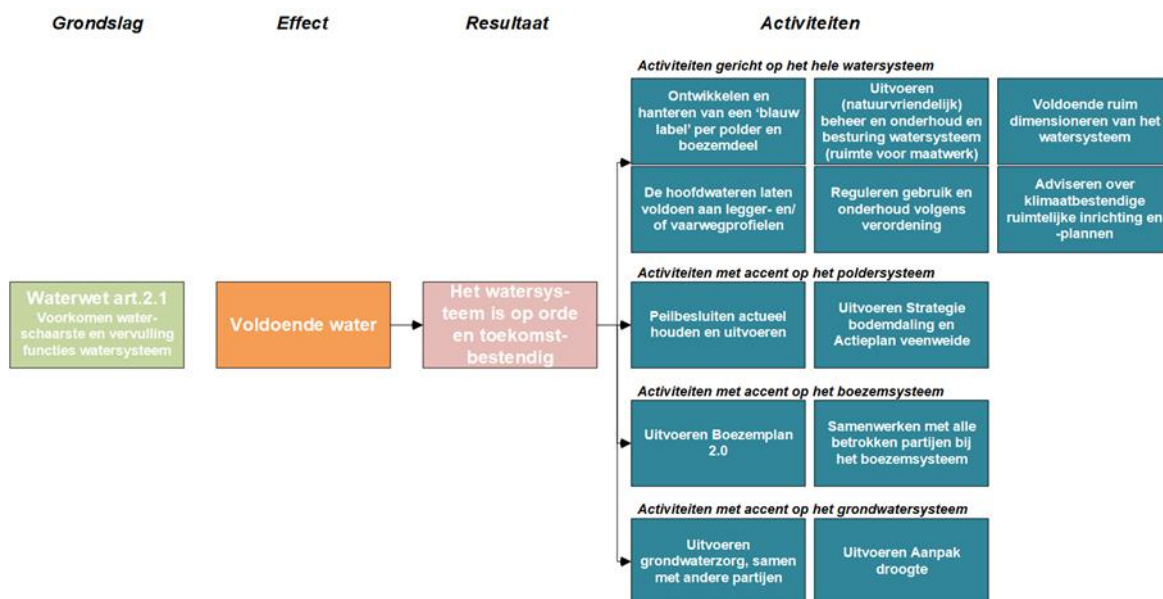 Grondslag
Effect
Resultaat
Activiteiten
Activiteiten gericht op het hele watersysteem
Ontwikkelen en
hanteren van een ‘blauw
label’ per polder en
boezemdeel
Uitvoeren
(natuurvriendelijk)
beheer en onderhoud en
besturing watersysteem
(ruimte voor maatwerk)
Voldoende ruim
dimensioneren van het
watersysteem
De hoofdwateren laten
voldoen aan legger- en/
of vaarwegprofielen
Reguleren gebruik en
onderhoud volgens
verordening
Adviseren over
klimaatbestendige
ruimtelijke inrichting en
-plannen
Waterwet art.2.1
Voorkomen water-
schaarste en vervulling
functies watersysteem
Voldoende water
Het watersys-
teem is op orde
en toekomst-
bestendig
Activiteiten met accent op het poldersysteem
Peilbesluiten actueel
houden en uitvoeren
Uitvoeren Strategie
bodemdaling en
Actieplan veenweide
Activiteiten met accent op het boezemsysteem
Uitvoeren Boezemplan
2.0
Samenwerken met alle
betrokken partijen bij
het boezemsysteem
Activiteiten met accent op het grondwatersysteem
Uitvoeren
grondwaterzorg, samen
met andere partijen
Uitvoeren Aanpak
droogte